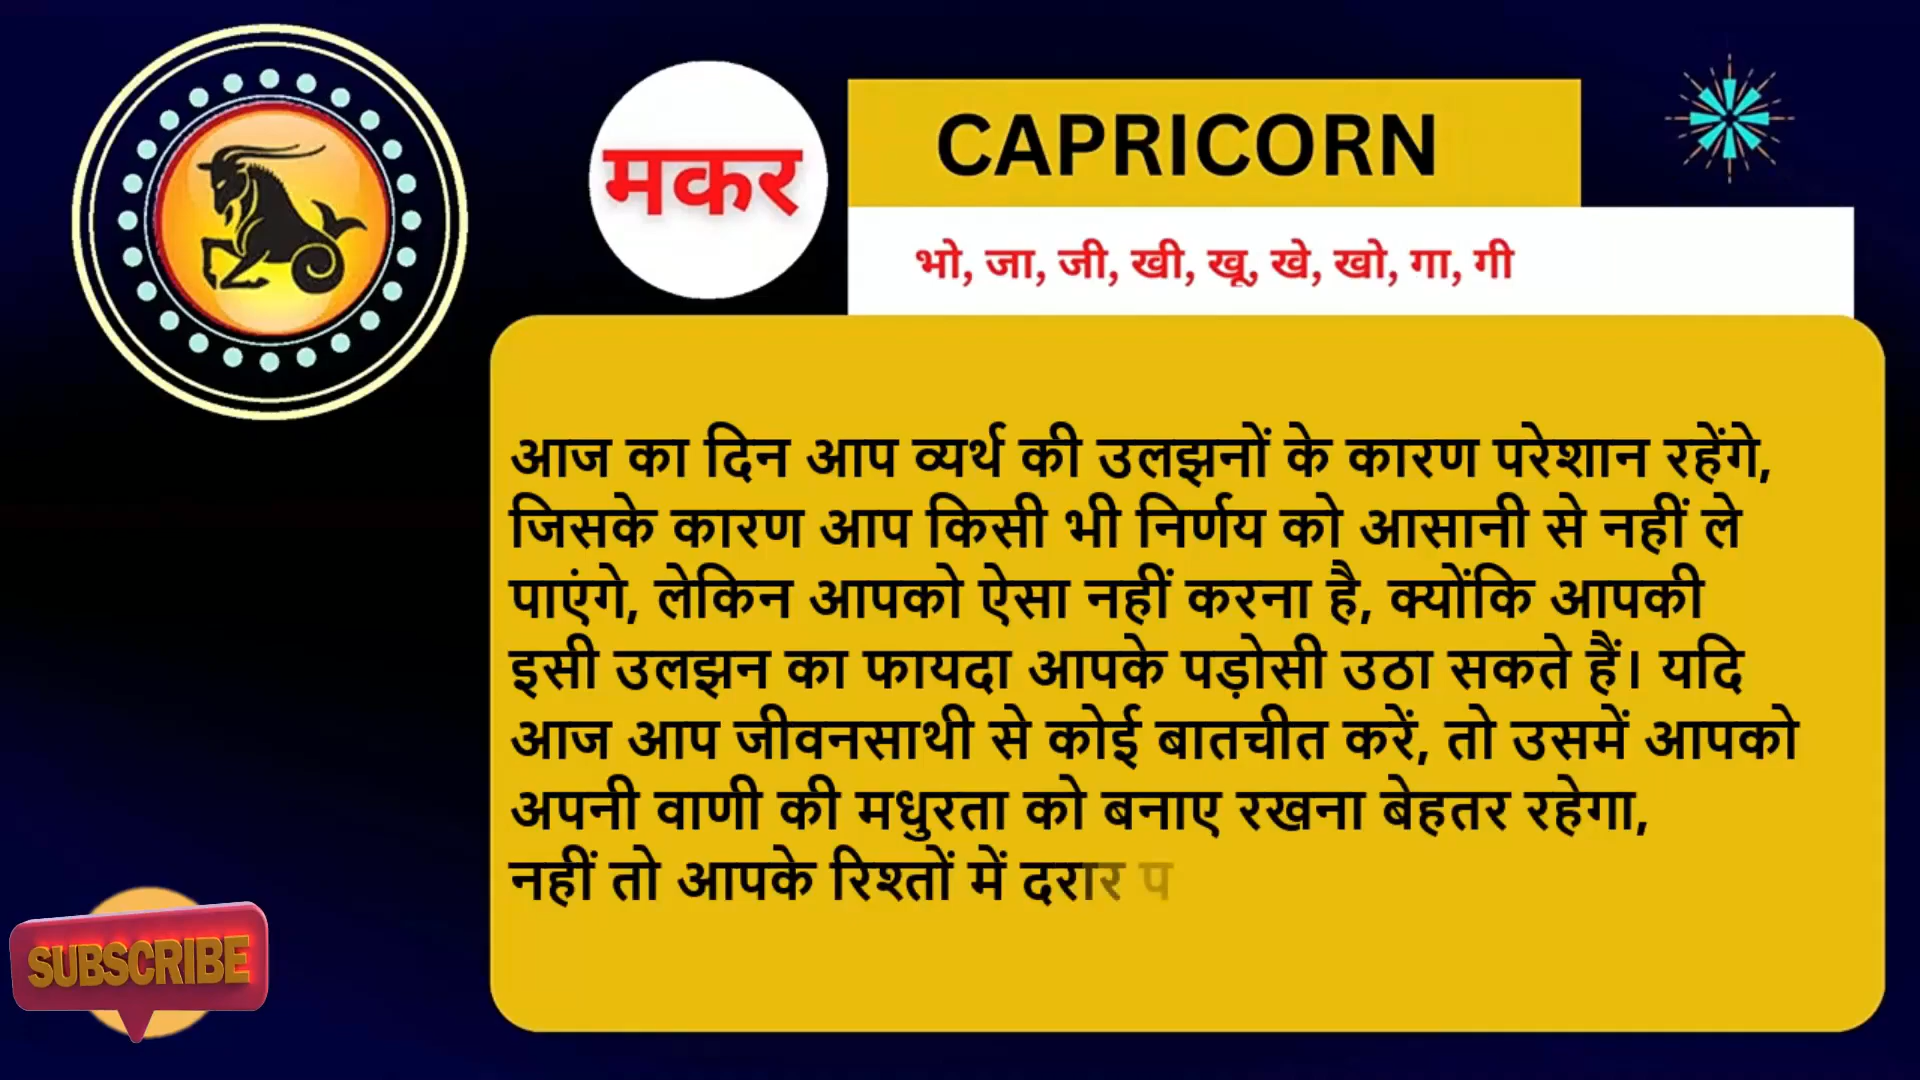 मकर
CAPRICORN
भो, जा, जी, खी, खू, खे, खो, गा, गी
आज का दिन आप व्यर्थ की उलझनों के कारण परेशान रहेंगे,
जिसके कारण आप किसी भी निर्णय को आसानी से नहीं ले
पाएंगे, लेकिन आपको ऐसा नहीं करना है, क्योंकि आपकी
इसी उलझन का फायदा आपके पड़ोसी उठा सकते हैं। यदि
आज आप जीवनसाथी से कोई बातचीत करें, तो उसमें आपको
अपनी वाणी की मधुरता को बनाए रखना बेहतर रहेगा,
नहीं तो आपके रिश्तों में दरार प
SUBSCRIBE